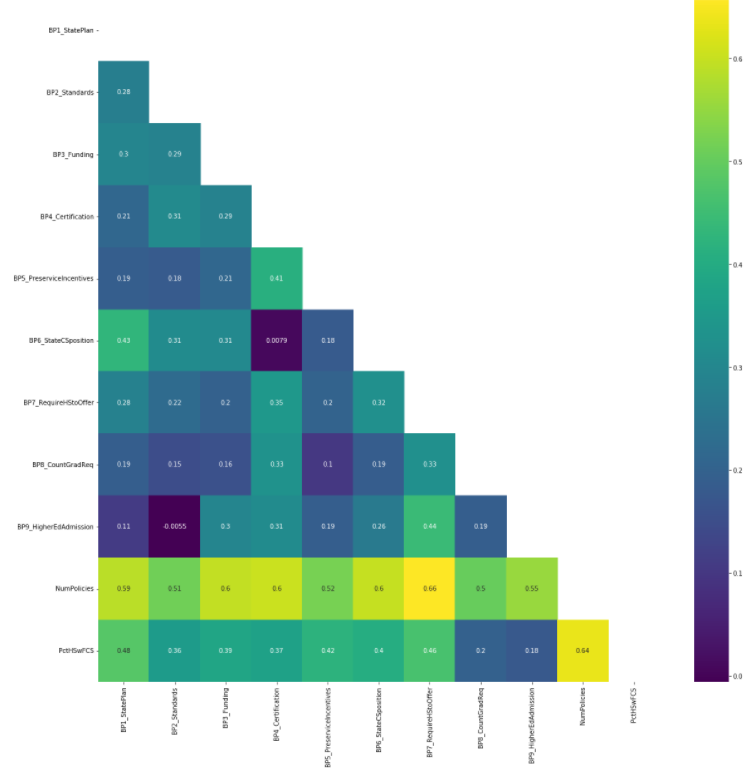 BP1_StatePlan
BP2_Standards 0.28
BP3_Funding 0.3 0.29
BP4_Certification 0.21 0.31 0.29
BP5_PreserviceIncentives 0.19 0.18 0.21 0.41
BP6_StateCSposition 0.43 0.31 0.31 0.0079 0.18
BP7_RequireHStoOffer 0.28 0.22 0.2 0.35 0.2 0.32
BP8_CountGradReq 0.19 0.15 0.16 0.33 0.1 0.19 0.33
BP9_HigherEdAdmission 0.11 -0.0055 0.3 0.31 0.19 0.26 0.44 0.19
NumPolicies 0.59 0.51 0.6 0.6 0.52 0.6 0.66 0.5 0.55
PctHSwFCS 0.48 0.36 0.39 0.37 0.42 0.4 0.46 0.2 0.18 0.64
BP1_StatePlan
BP2_Standards
BP3_Funding
BP4_Certification
BP5_PreserviceIncentives
BP6_StateCSposition
BP7_RequireHStoOffer
BP8_CountGradReq
BP9_HigherEdAdmission
NumPolicies
PctHSwFCS
0.6
0.5
0.4
0.3
0.2
0.1
0.0